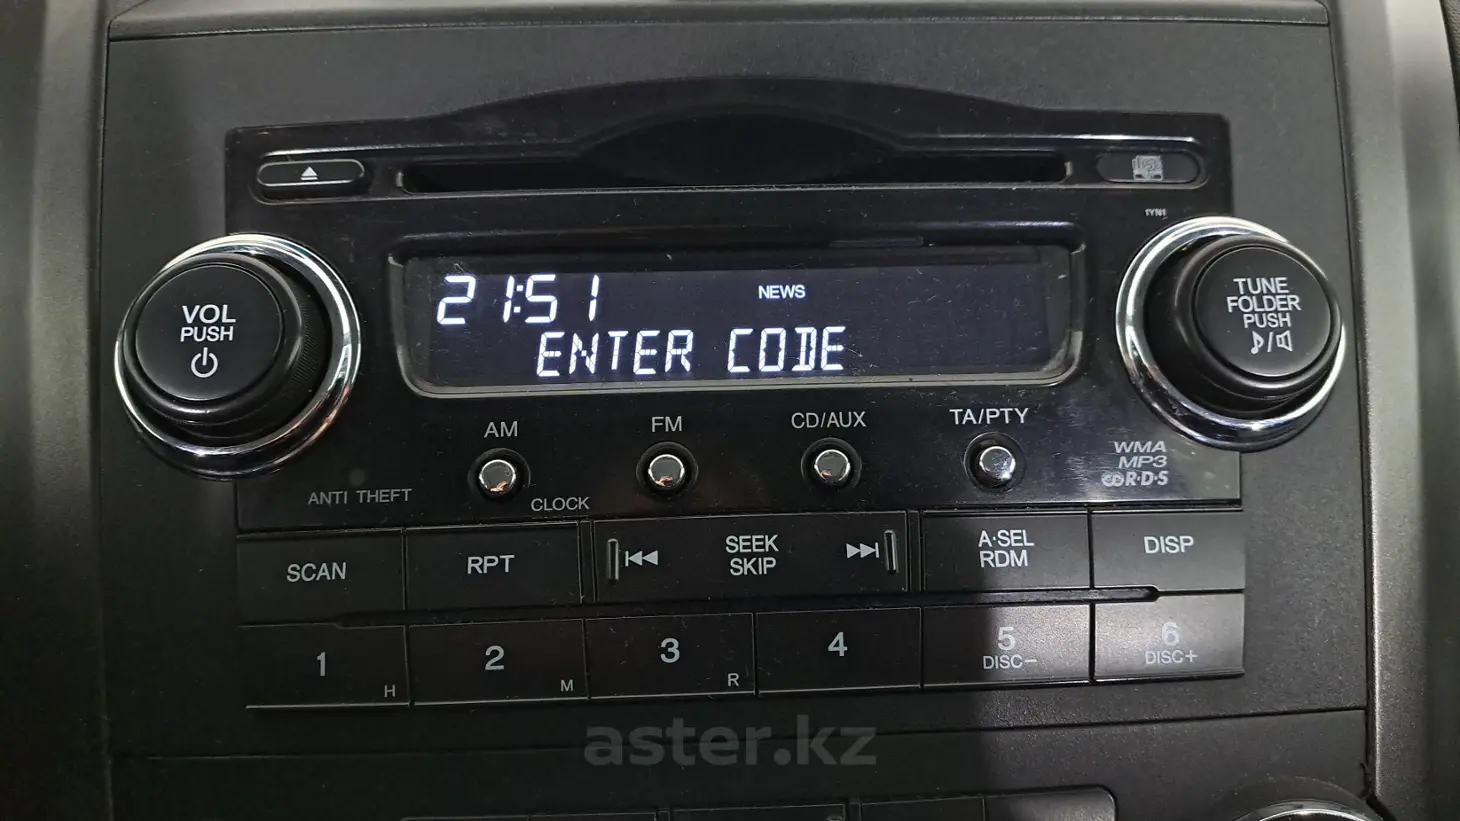 1YN1
21:51
NEWS
ENTER CODE
VOL
PUSH
TUNE
FOLDER
PUSH
AM
FM
CD/AUX
TA/PTY
WMA
MP3
R·D·S
ANTI THEFT
CLOCK
SCAN
RPT
SEEK
SKIP
A·SEL
RDM
DISP
1 H
2 M
3 R
4
5
DISC−
6
DISC+
aster.kz